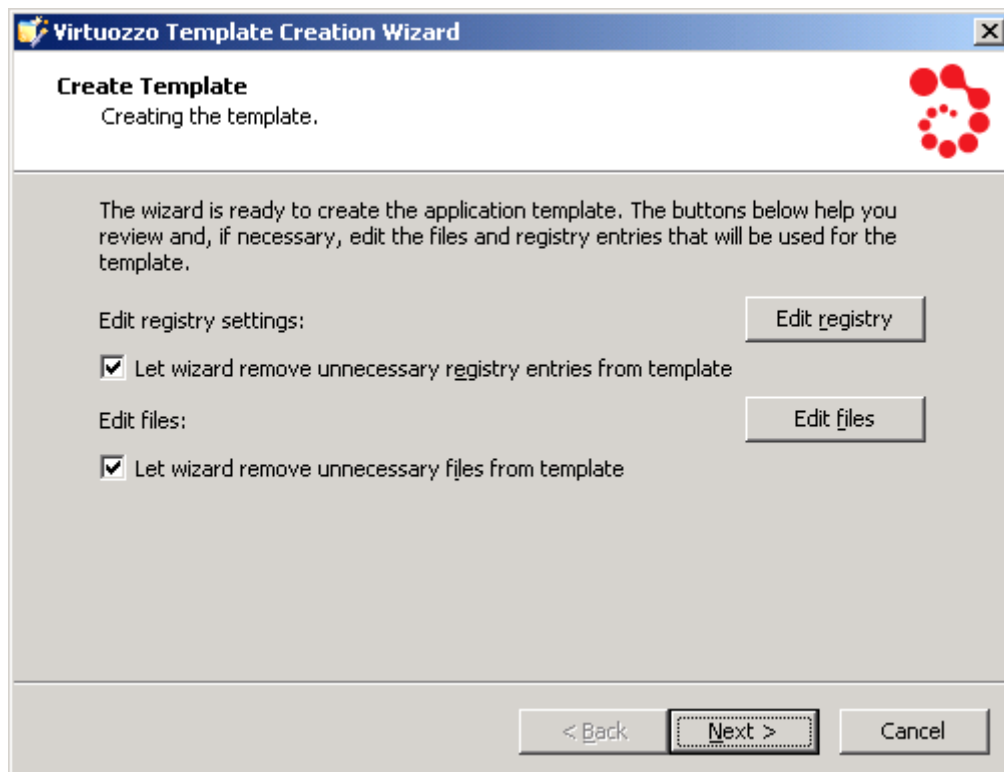 Virtuozzo Template Creation Wizard
Create Template
Creating the template.
The wizard is ready to create the application template. The buttons below help you
review and, if necessary, edit the files and registry entries that will be used for the
template.
Edit registry settings:
Edit registry
Let wizard remove unnecessary registry entries from template
Edit files:
Edit files
Let wizard remove unnecessary files from template
< Back
Next >
Cancel